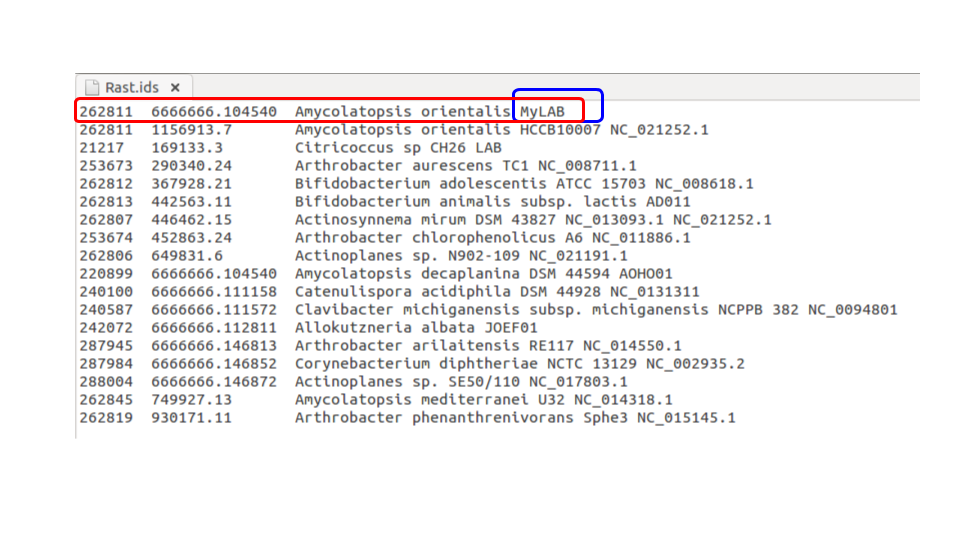 Rast.ids ×
262811 6666666.104540 Amycolatopsis orientalis MyLAB
262811 1156913.7 Amycolatopsis orientalis HCCB10007 NC_021252.1
21217 169133.3 Citricoccus sp CH26 LAB
253673 290340.24 Arthrobacter aurescens TC1 NC_008711.1
262812 367928.21 Bifidobacterium adolescentis ATCC 15703 NC_008618.1
262813 442563.11 Bifidobacterium animalis subsp. lactis AD011
262807 446462.15 Actinosynnema mirum DSM 43827 NC_013093.1 NC_021252.1
253674 452863.24 Arthrobacter chlorophenolicus A6 NC_011886.1
262806 649831.6 Actinoplanes sp. N902-109 NC_021191.1
220899 6666666.104540 Amycolatopsis decaplanina DSM 44594 AOHO01
240100 6666666.111158 Catenulispora acidiphila DSM 44928 NC_0131311
240587 6666666.111572 Clavibacter michiganensis subsp. michiganensis NCPPB 382 NC_0094801
242072 6666666.112811 Allokutzneria albata JOEF01
287945 6666666.146813 Arthrobacter arilaitensis RE117 NC_014550.1
287984 6666666.146852 Corynebacterium diphtheriae NCTC 13129 NC_002935.2
288004 6666666.146872 Actinoplanes sp. SE50/110 NC_017803.1
262845 749927.13 Amycolatopsis mediterranei U32 NC_014318.1
262819 930171.11 Arthrobacter phenanthrenivorans Sphe3 NC_015145.1